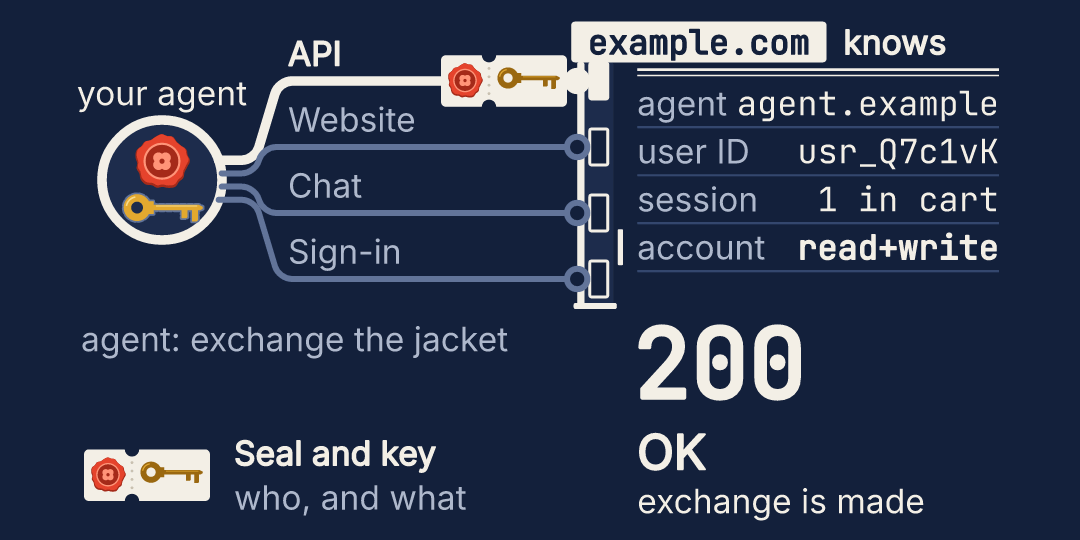 API
example.com knows
your agent
agent agent.example
Website
user ID usr_Q7c1vK
Chat
session 1 in cart
Sign-in
account read+write
agent: exchange the jacket
200
OK
exchange is made
Seal and key
who, and what